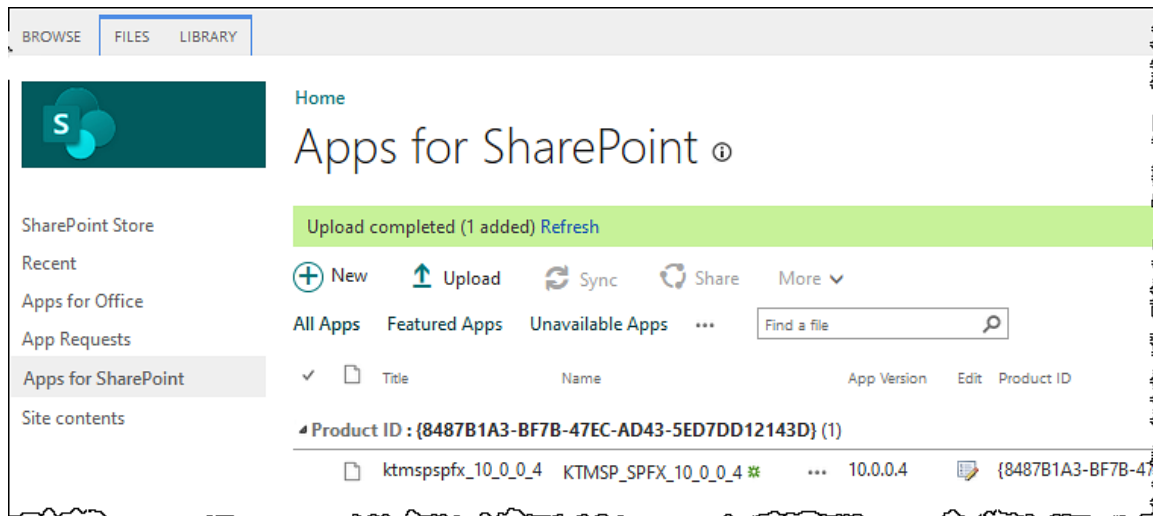 BROWSE FILES LIBRARY
S
Home
Apps for SharePoint
SharePoint Store
Recent
Apps for Office
App Requests
Apps for SharePoint
Site contents
Upload completed (1 added) Refresh
New Upload Sync Share More
All Apps Featured Apps Unavailable Apps ••• Find a file
Title Name App Version Edit Product ID
Product ID : {8487B1A3-BF7B-47EC-AD43-5ED7DD12143D} (1)
ktmspspfx_10_0_0_4 KTMSP_SPFX_10_0_0_4 ••• 10.0.0.4 {8487B1A3-BF7B-47